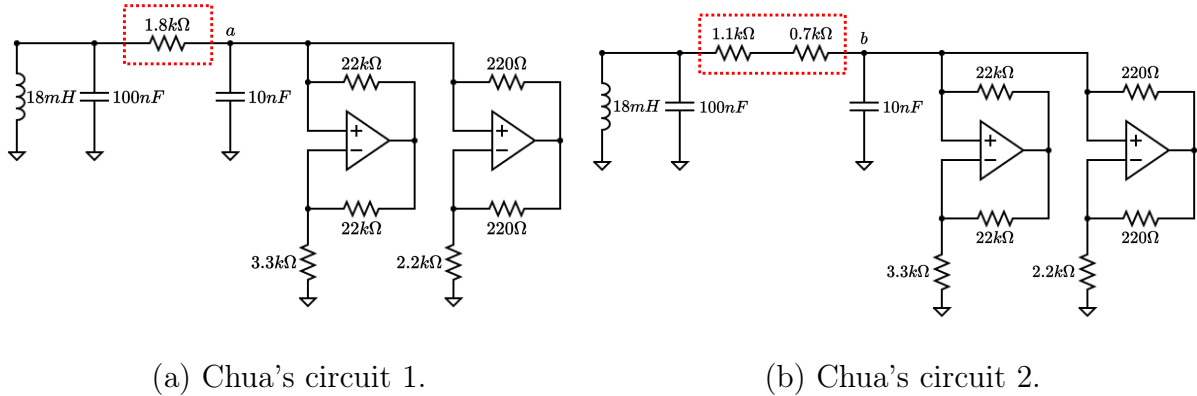 1.8kΩ
a
18mH
100nF
10nF
22kΩ
220Ω
+
−
+
−
22kΩ
220Ω
3.3kΩ
2.2kΩ
(a) Chua's circuit 1.
1.1kΩ
0.7kΩ
b
18mH
100nF
10nF
22kΩ
220Ω
+
−
+
−
22kΩ
220Ω
3.3kΩ
2.2kΩ
(b) Chua's circuit 2.